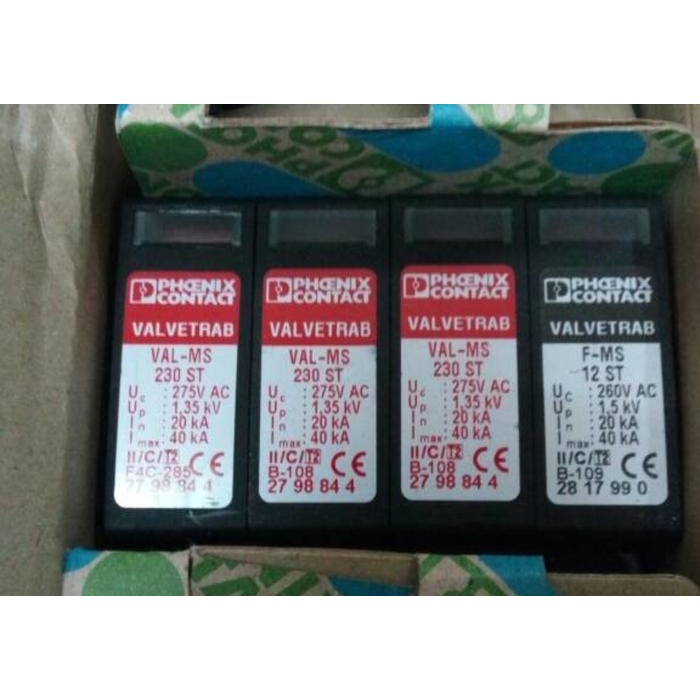 PHŒNIX
CONTACT
VALVETRAB
VAL-MS
230 ST
Uc : 275V AC
Up : 1,35 kV
In : 20 kA
Imax : 40 kA
II/C/T2 CE
F4C-285
27 98 84 4
PHŒNIX
CONTACT
VALVETRAB
VAL-MS
230 ST
Uc : 275V AC
Up : 1,35 kV
In : 20 kA
Imax : 40 kA
II/C/T2 CE
B-108
27 98 84 4
PHŒNIX
CONTACT
VALVETRAB
VAL-MS
230 ST
Uc : 275V AC
Up : 1,35 kV
In : 20 kA
Imax : 40 kA
II/C/T2 CE
B-108
27 98 84 4
PHŒNIX
CONTACT
VALVETRAB
F-MS
12 ST
Uc : 260V AC
Up : 1,5 kV
In : 20 kA
Imax : 40 kA
II/C/T2 CE
B-109
28 17 99 0